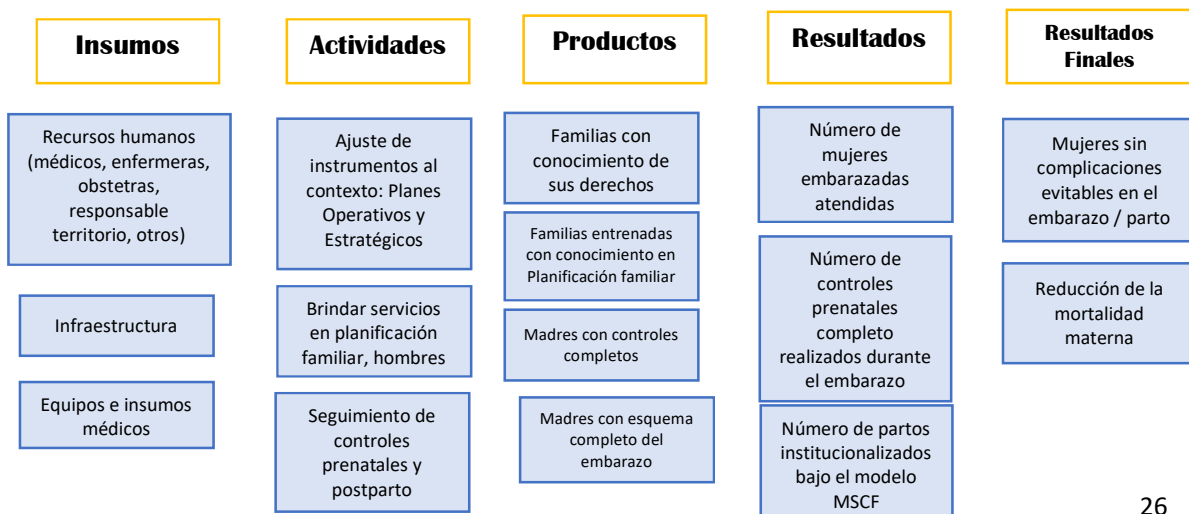 Insumos
Recursos humanos
(médicos, enfermeras,
obstetras,
responsable
territorio, otros)
Infraestructura
Equipos e insumos
médicos
Actividades
Ajuste de
instrumentos al
contexto: Planes
Operativos y
Estratégicos
Brindar servicios
en planificación
familiar, hombres
Seguimiento de
controles
prenatales y
postparto
Productos
Familias con
conocimiento de
sus derechos
Familias entrenadas
con conocimiento en
Planificación familiar
Madres con controles
completos
Madres con esquema
completo del
embarazo
Resultados
Número de
mujeres
embarazadas
atendidas
Número de
controles
prenatales
completo
realizados durante
el embarazo
Número de partos
institucionalizados
bajo el modelo
MSCF
Resultados
Finales
Mujeres sin
complicaciones
evitables en el
embarazo / parto
Reducción de la
mortalidad
materna
26